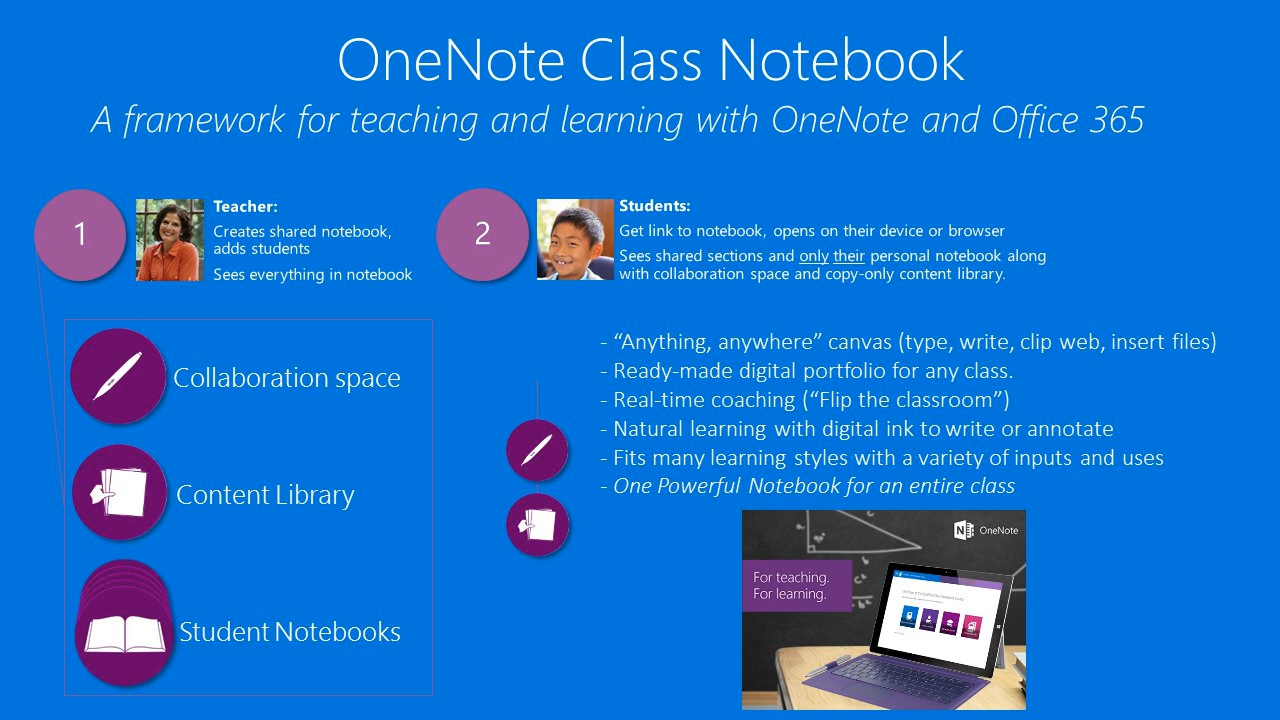 OneNote Class Notebook
A framework for teaching and learning with OneNote and Office 365
1
Teacher:
Creates shared notebook,
adds students
Sees everything in notebook
2
Students:
Get link to notebook, opens on their device or browser
Sees shared sections and only their personal notebook along
with collaboration space and copy-only content library.
Collaboration space
Content Library
Student Notebooks
- “Anything, anywhere” canvas (type, write, clip web, insert files)
- Ready-made digital portfolio for any class.
- Real-time coaching (“Flip the classroom”)
- Natural learning with digital ink to write or annotate
- Fits many learning styles with a variety of inputs and uses
- One Powerful Notebook for an entire class
N OneNote
For teaching.
For learning.